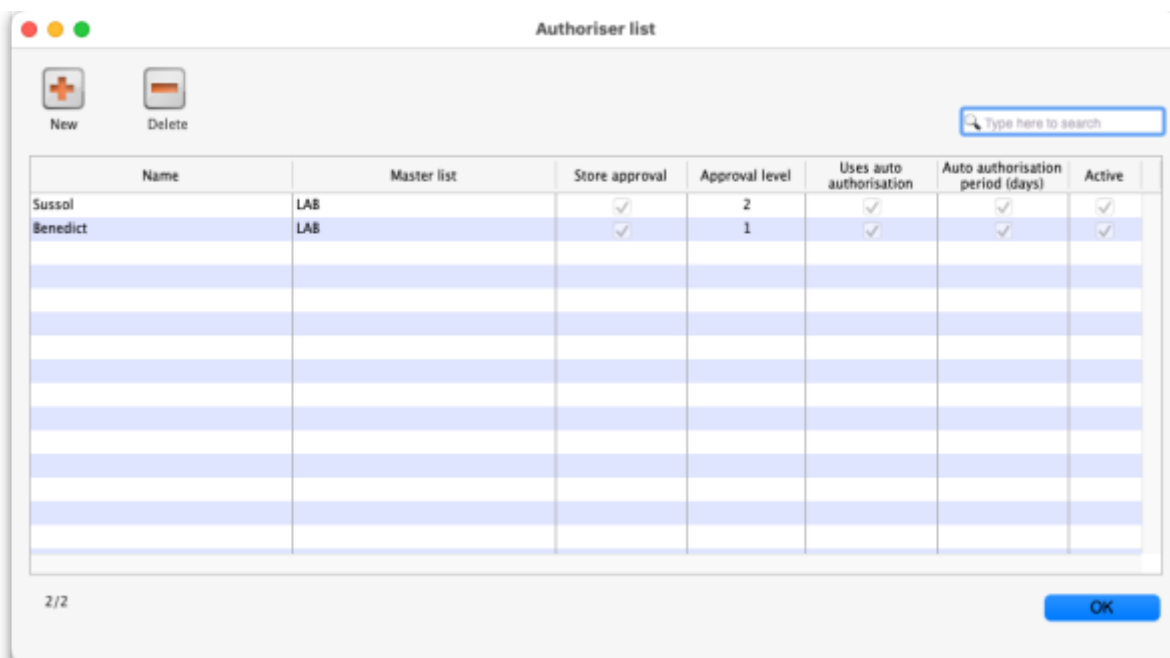 Authoriser list
New Delete
Type here to search
Name Master list Store approval Approval level Uses auto authorisation Auto authorisation period (days) Active
Sussol LAB 2
Benedict LAB 1
2/2 OK